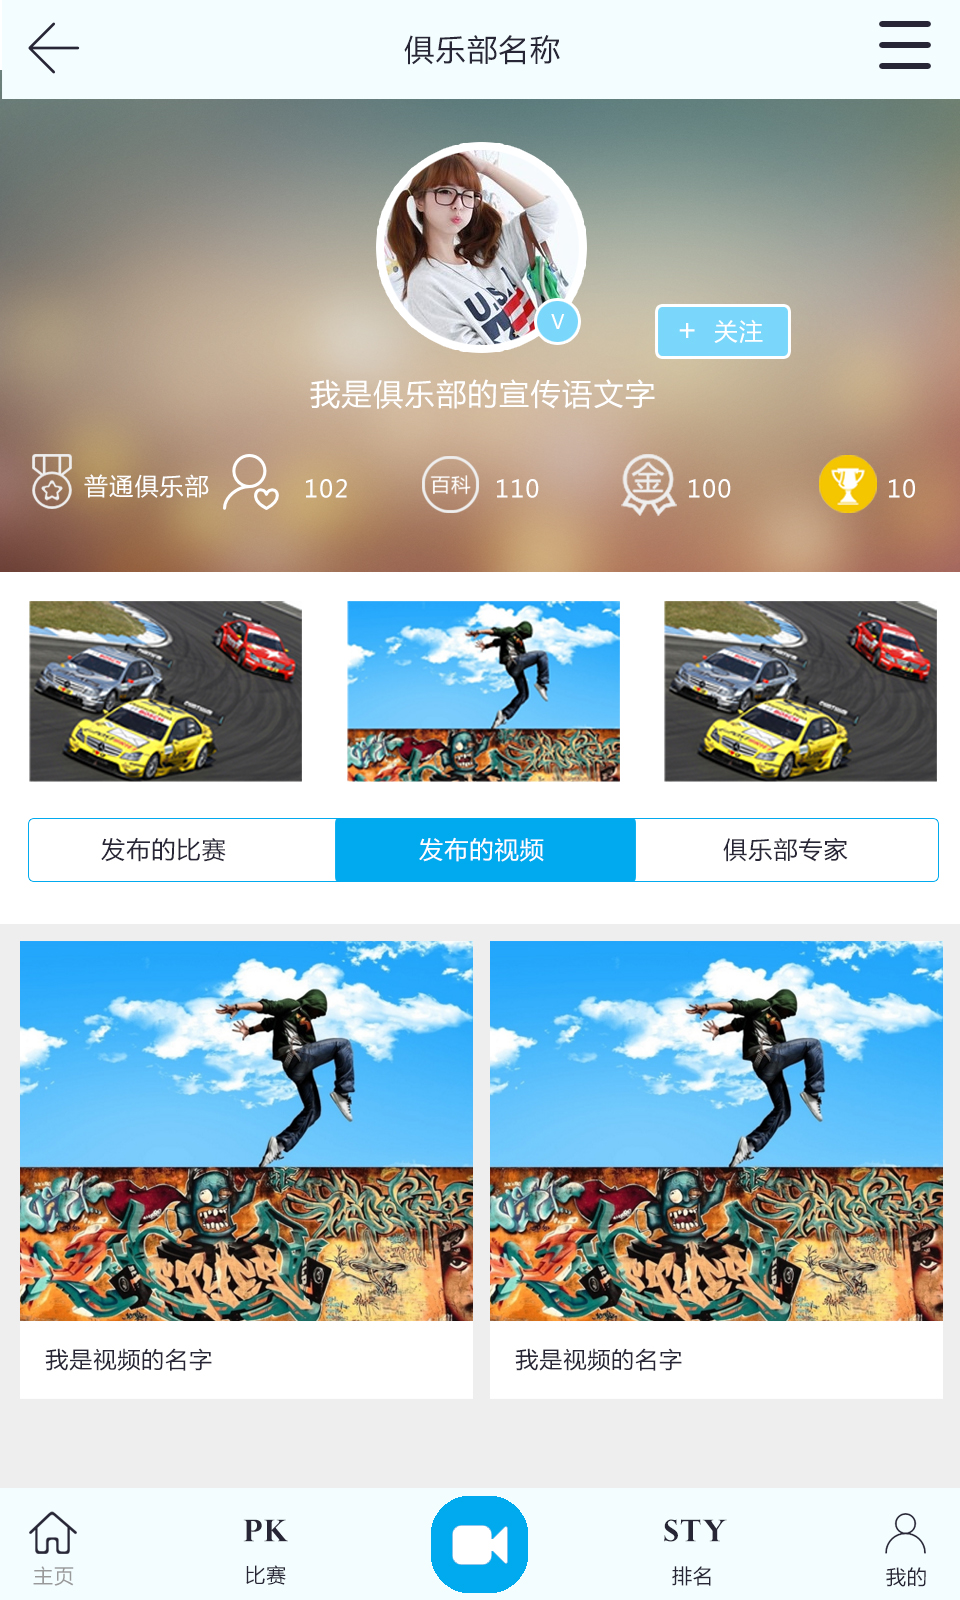 俱乐部名称
V
+ 关注
我是俱乐部的宣传语文字
普通俱乐部 102 百科 110 金 100 10
发布的比赛 发布的视频 俱乐部专家
我是视频的名字 我是视频的名字
PK STY
主页 比赛 排名 我的